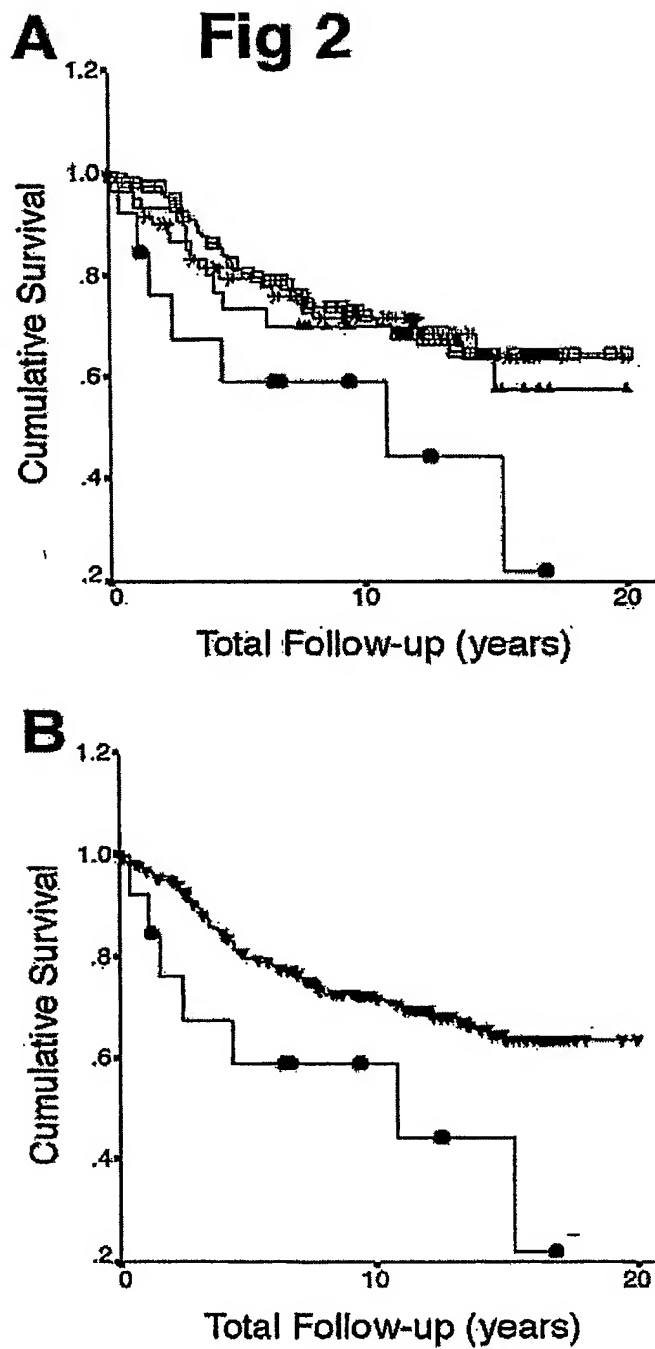 A Fig 2
1.2
1.0
.8
.6
.4
.2
Cumulative Survival
0 10 20
Total Follow-up (years)
B
1.2
1.0
.8
.6
.4
.2
Cumulative Survival
0 10 20
Total Follow-up (years)